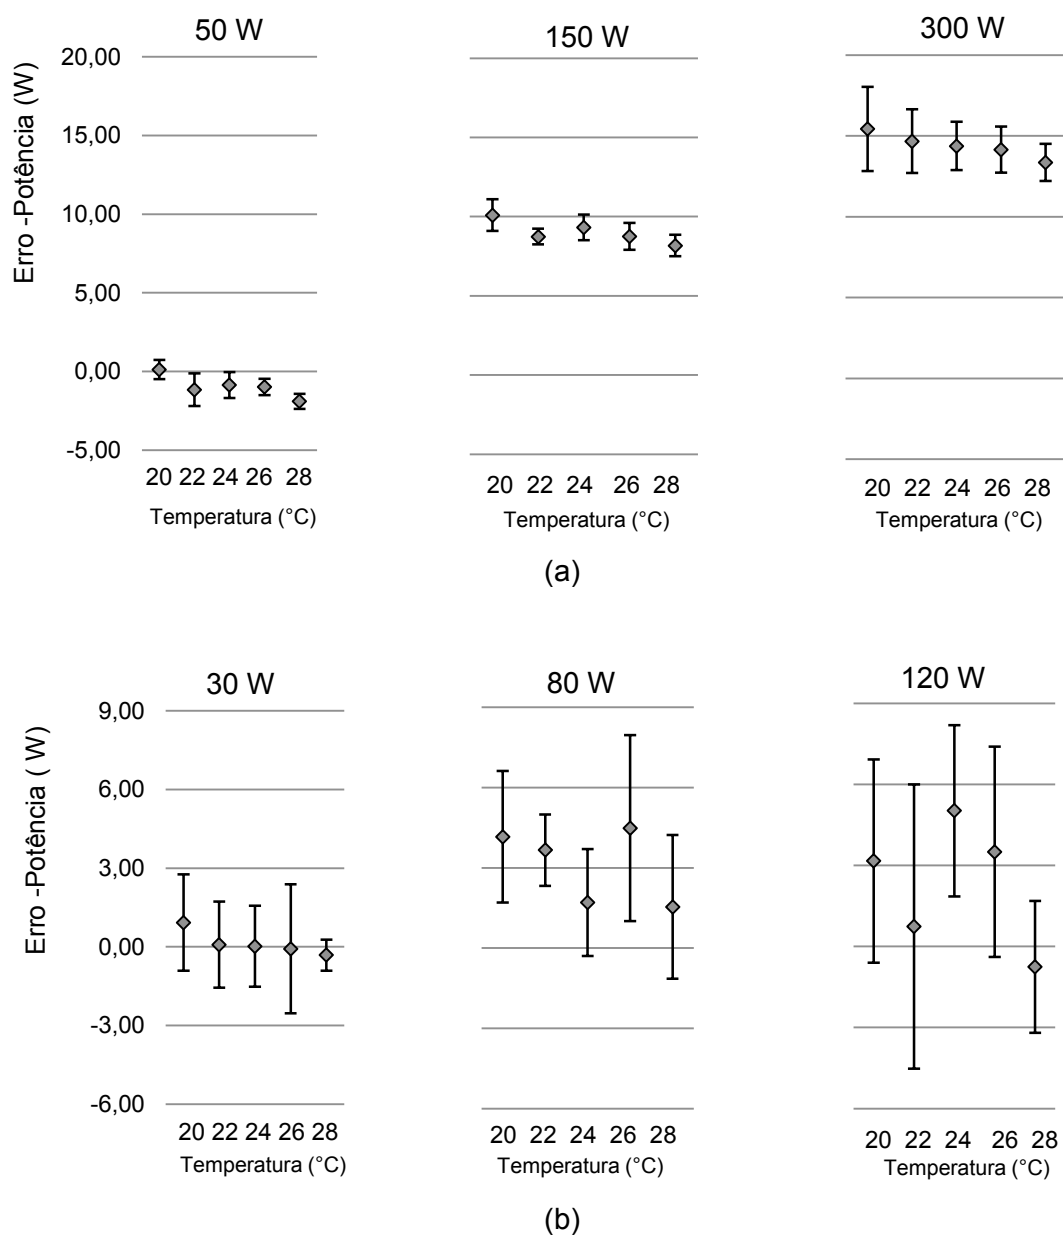 50 W
150 W
300 W
Erro -Potência (W)
20,00
15,00
10,00
5,00
0,00
-5,00
20 22 24 26 28
20 22 24 26 28
20 22 24 26 28
Temperatura (°C)
Temperatura (°C)
Temperatura (°C)
(a)
30 W
80 W
120 W
Erro -Potência ( W)
9,00
6,00
3,00
0,00
-3,00
-6,00
20 22 24 26 28
20 22 24 26 28
20 22 24 26 28
Temperatura (°C)
Temperatura (°C)
Temperatura (°C)
(b)